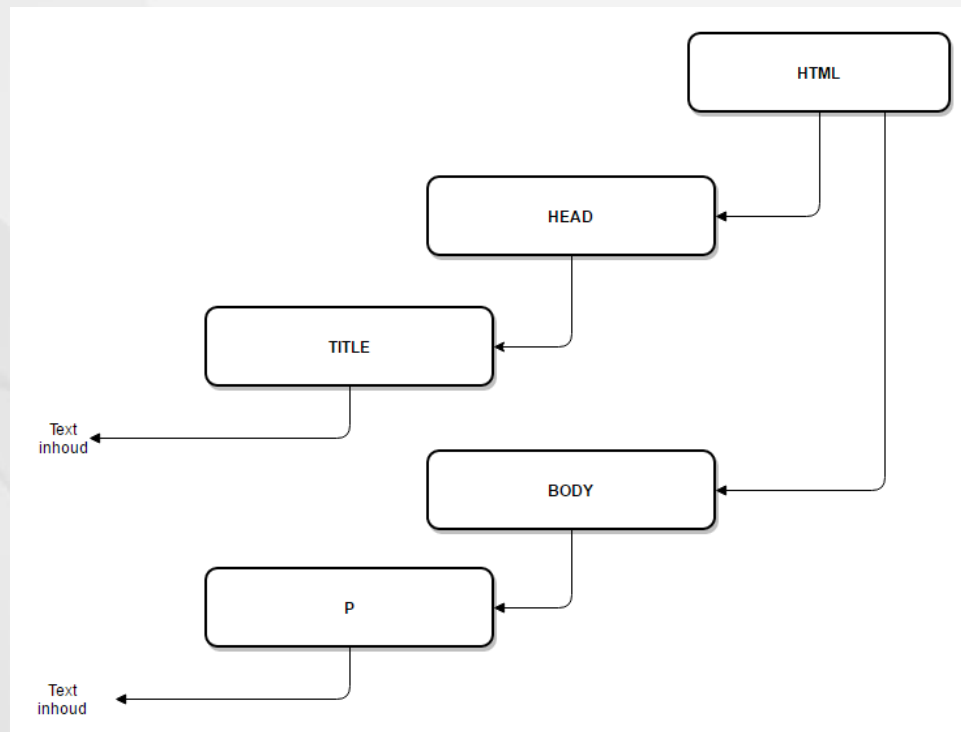 HTML
HEAD
TITLE
Text
inhoud
BODY
P
Text
inhoud